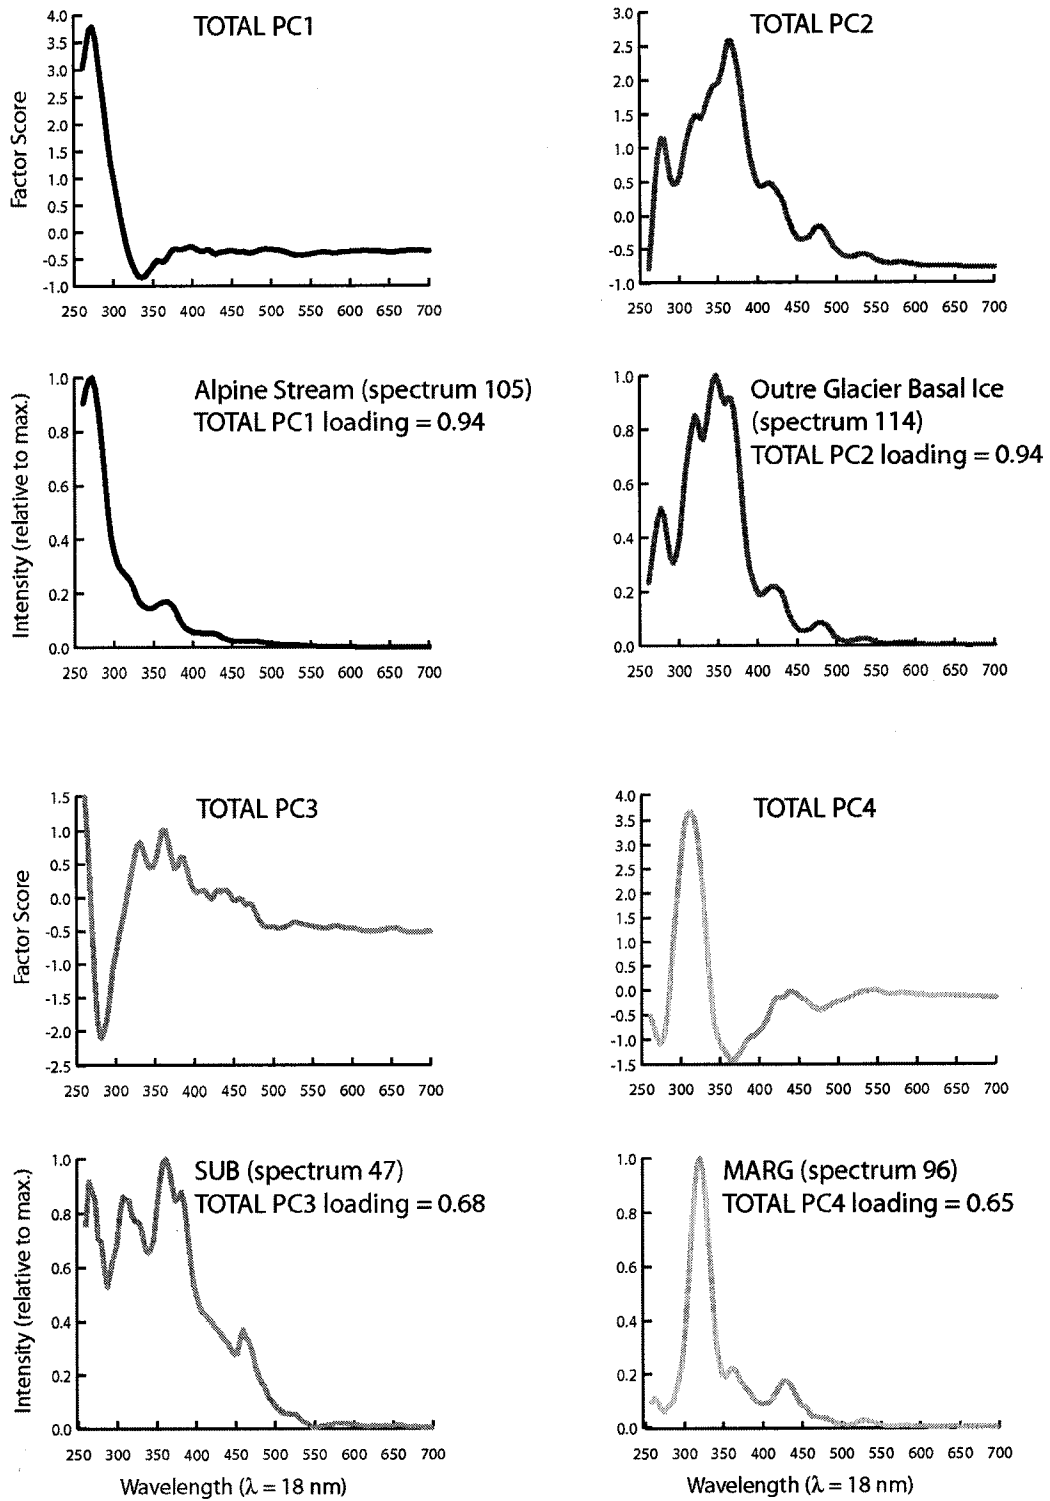 TOTAL PC1
Factor Score
4.0
3.5
3.0
2.5
2.0
1.5
1.0
0.5
0.0
-0.5
-1.0
250 300 350 400 450 500 550 600 650 700
TOTAL PC2
3.0
2.5
2.0
1.5
1.0
0.5
0.0
-0.5
-1.0
250 300 350 400 450 500 550 600 650 700
Alpine Stream (spectrum 105)
TOTAL PC1 loading = 0.94
Intensity (relative to max.)
1.0
0.8
0.6
0.4
0.2
0.0
250 300 350 400 450 500 550 600 650 700
Outre Glacier Basal Ice
(spectrum 114)
TOTAL PC2 loading = 0.94
1.0
0.8
0.6
0.4
0.2
0.0
250 300 350 400 450 500 550 600 650 700
TOTAL PC3
Factor Score
1.5
1.0
0.5
0.0
-0.5
-1.0
-1.5
-2.0
-2.5
250 300 350 400 450 500 550 600 650 700
TOTAL PC4
4.0
3.5
3.0
2.5
2.0
1.5
1.0
0.5
0.0
-0.5
-1.0
-1.5
250 300 350 400 450 500 550 600 650 700
SUB (spectrum 47)
TOTAL PC3 loading = 0.68
Intensity (relative to max.)
1.0
0.8
0.6
0.4
0.2
0.0
250 300 350 400 450 500 550 600 650 700
Wavelength (λ = 18 nm)
MARG (spectrum 96)
TOTAL PC4 loading = 0.65
1.0
0.8
0.6
0.4
0.2
0.0
250 300 350 400 450 500 550 600 650 700
Wavelength (λ = 18 nm)